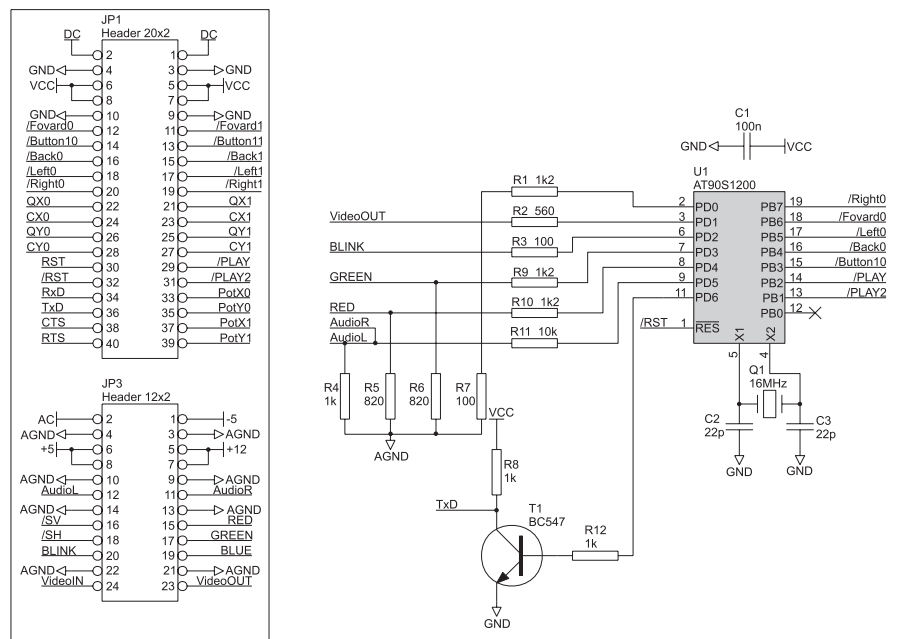 JP1
Header 20x2
DC DC
2 1
GND 4 3 GND
VCC 6 5 VCC
8 7
GND 10 9 GND
/Fovard0 12 11 /Fovard1
/Button10 14 13 /Button11
/Back0 16 15 /Back1
/Left0 18 17 /Left1
/Right0 20 19 /Right1
QX0 22 21 QX1
CX0 24 23 CX1
QY0 26 25 QY1
CY0 28 27 CY1
RST 30 29 /PLAY
/RST 32 31 /PLAY2
RxD 34 33 PotX0
TxD 36 35 PotY0
CTS 38 37 PotX1
RTS 40 39 PotY1
JP3
Header 12x2
AC 2 1 -5
AGND 4 3 AGND
+5 6 5 +12
8 7
AGND 10 9 AGND
AudioL 12 11 AudioR
AGND 14 13 AGND
/SV 16 15 RED
/SH 18 17 GREEN
BLINK 20 19 BLUE
AGND 22 21 AGND
VideoIN 24 23 VideoOUT
C1
100n
GND VCC
U1
AT90S1200
R1 1k2
2 PD0 PB7 19 /Right0
VideoOUT R2 560
3 PD1 PB6 18 /Fovard0
BLINK R3 100
6 PD2 PB5 17 /Left0
7 PD3 PB4 16 /Back0
GREEN R9 1k2
8 PD4 PB3 15 /Button10
9 PD5 PB2 14 /PLAY
RED R10 1k2
11 PD6 PB1 13 /PLAY2
PB0 12
AudioR
AudioL R11 10k
/RST 1 RES
X1 X2
5 4
Q1
16MHz
C2
22p
C3
22p
GND GND
R4
1k
R5
820
R6
820
R7
100
AGND
VCC
R8
1k
TxD
T1
BC547
R12
1k
GND